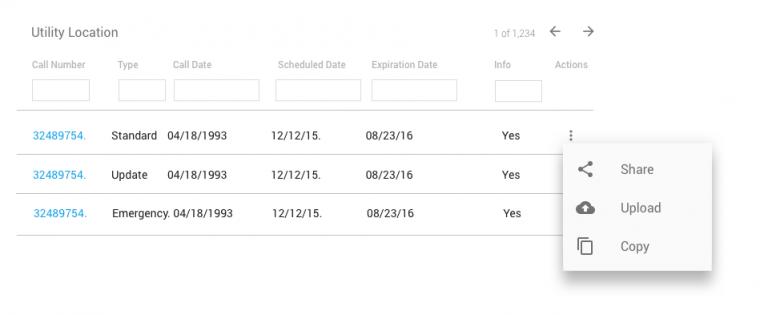 Utility Location 1 of 1,234
Call Number Type Call Date Scheduled Date Expiration Date Info Actions
32489754. Standard 04/18/1993 12/12/15. 08/23/16 Yes
Share
32489754. Update 04/18/1993 12/12/15. 08/23/16 Yes
Upload
32489754. Emergency. 04/18/1993 12/12/15. 08/23/16 Yes
Copy